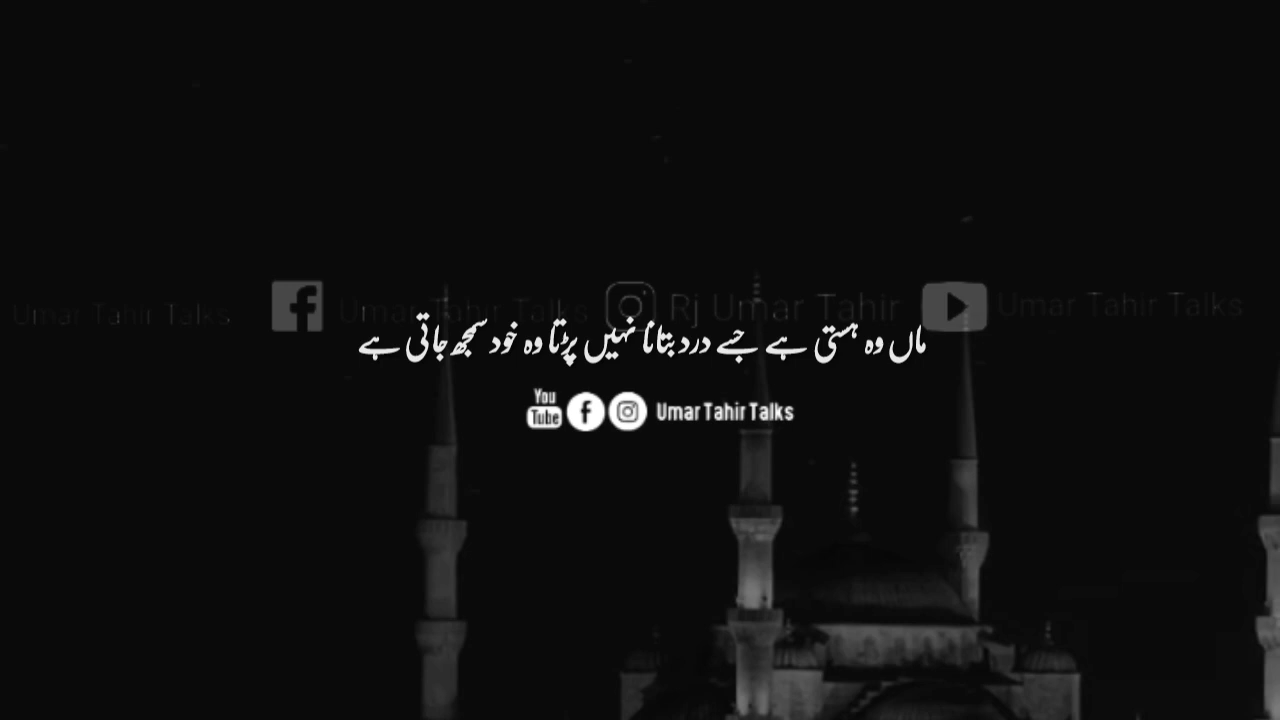 Umar Tahir Talks Umar Tahir Talks Rj Umar Tahir Umar Tahir Talks
ماں وہ ہستی ہے جسے درد بتانا نہیں پڑتا وہ خود سمجھ جاتی ہے
You Tube Umar Tahir Talks